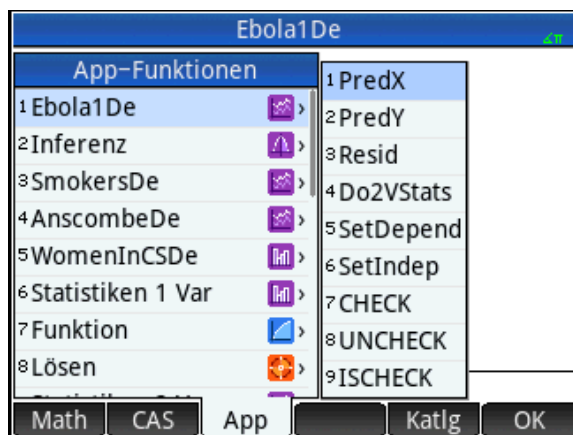 Ebola1De
∡π
App-Funktionen
1 Ebola1De
2 Inferenz
3 SmokersDe
4 AnscombeDe
5 WomenInCSDe
6 Statistiken 1 Var
7 Funktion
8 Lösen
1 PredX
2 PredY
3 Resid
4 Do2VStats
5 SetDepend
6 SetIndep
7 CHECK
8 UNCHECK
9 ISCHECK
Math CAS App Katlg OK